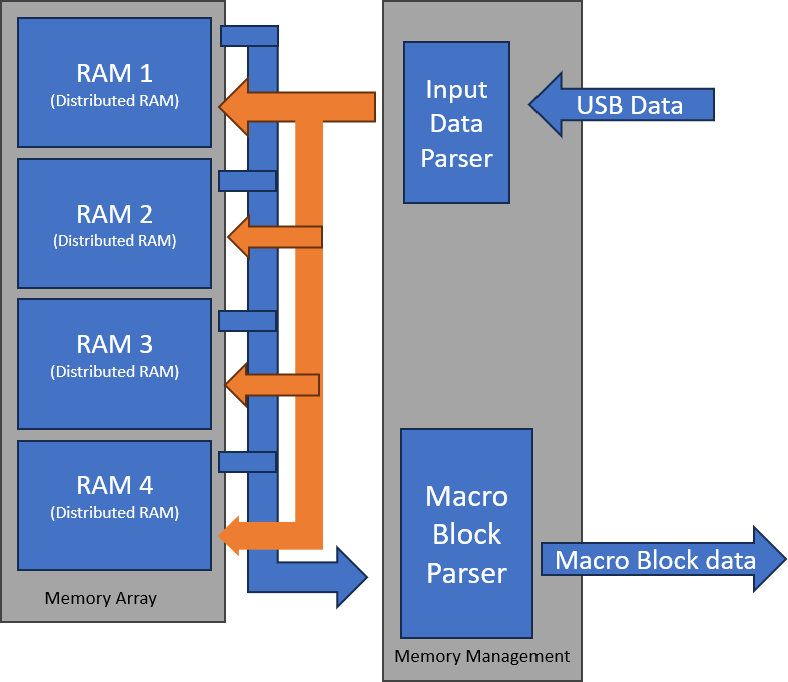 RAM 1
(Distributed RAM)
RAM 2
(Distributed RAM)
RAM 3
(Distributed RAM)
RAM 4
(Distributed RAM)
Memory Array
Input
Data
Parser
USB Data
Macro
Block
Parser
Macro Block data
Memory Management